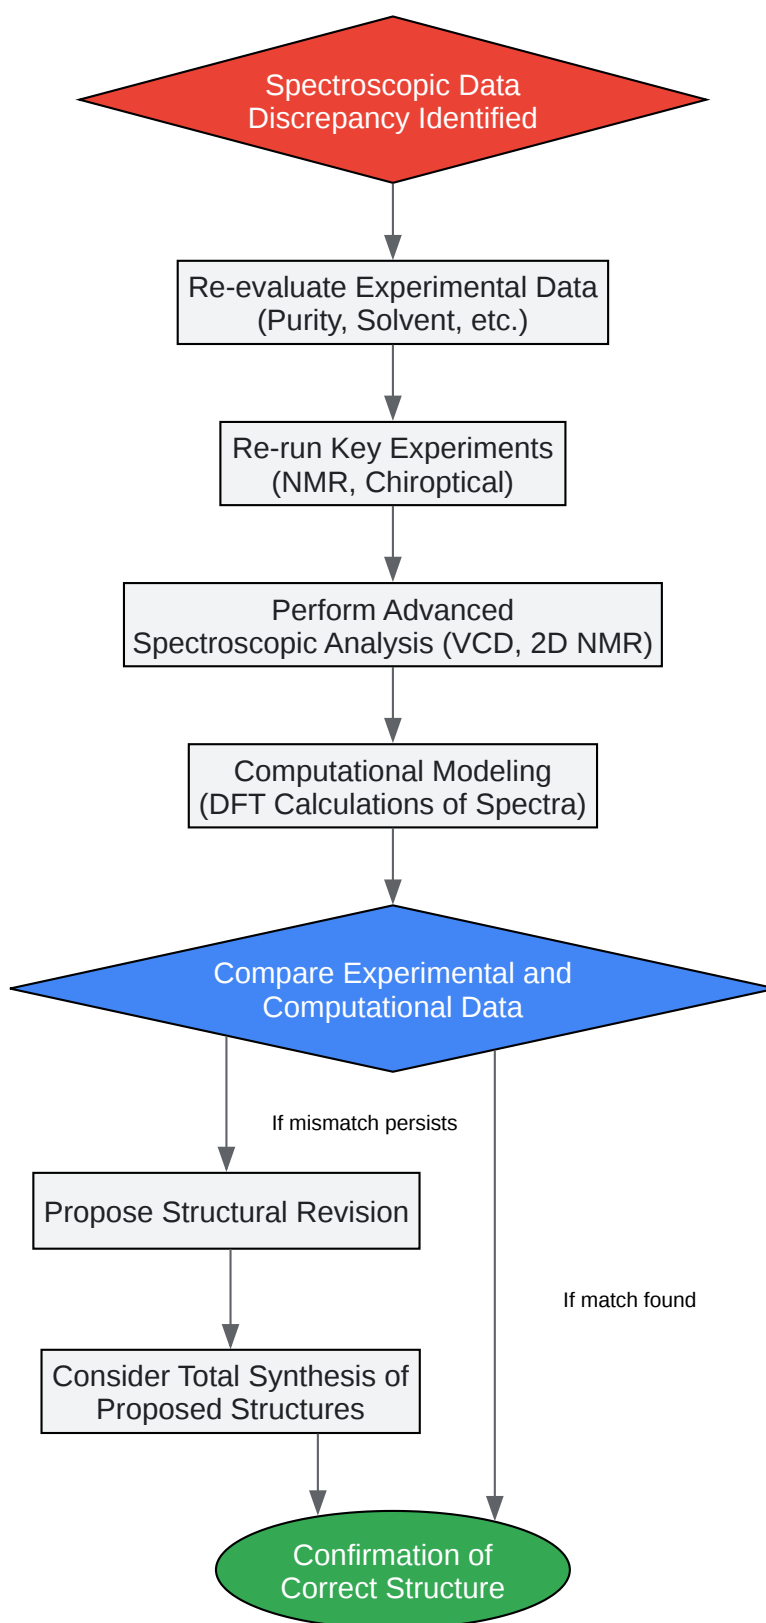 Spectroscopic Data
Discrepancy Identified
Re-evaluate Experimental Data
(Purity, Solvent, etc.)
Re-run Key Experiments
(NMR, Chiroptical)
Perform Advanced
Spectroscopic Analysis (VCD, 2D NMR)
Computational Modeling
(DFT Calculations of Spectra)
Compare Experimental and
Computational Data
If mismatch persists
Propose Structural Revision
If match found
Consider Total Synthesis of
Proposed Structures
Confirmation of
Correct Structure